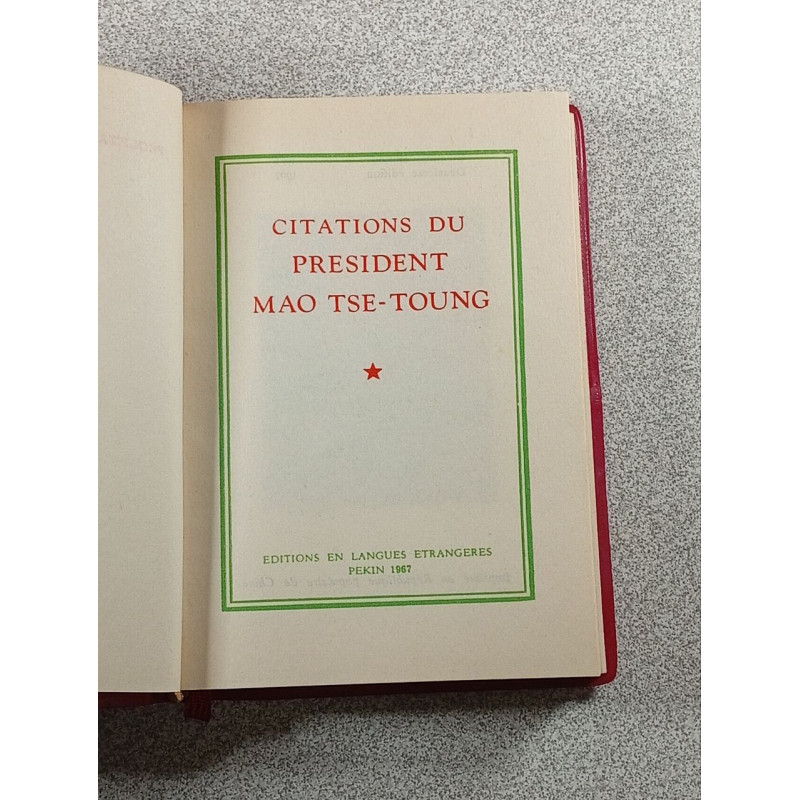 CITATIONS DU
PRESIDENT
MAO TSE-TOUNG
EDITIONS EN LANGUES ETRANGERES
PEKIN 1967